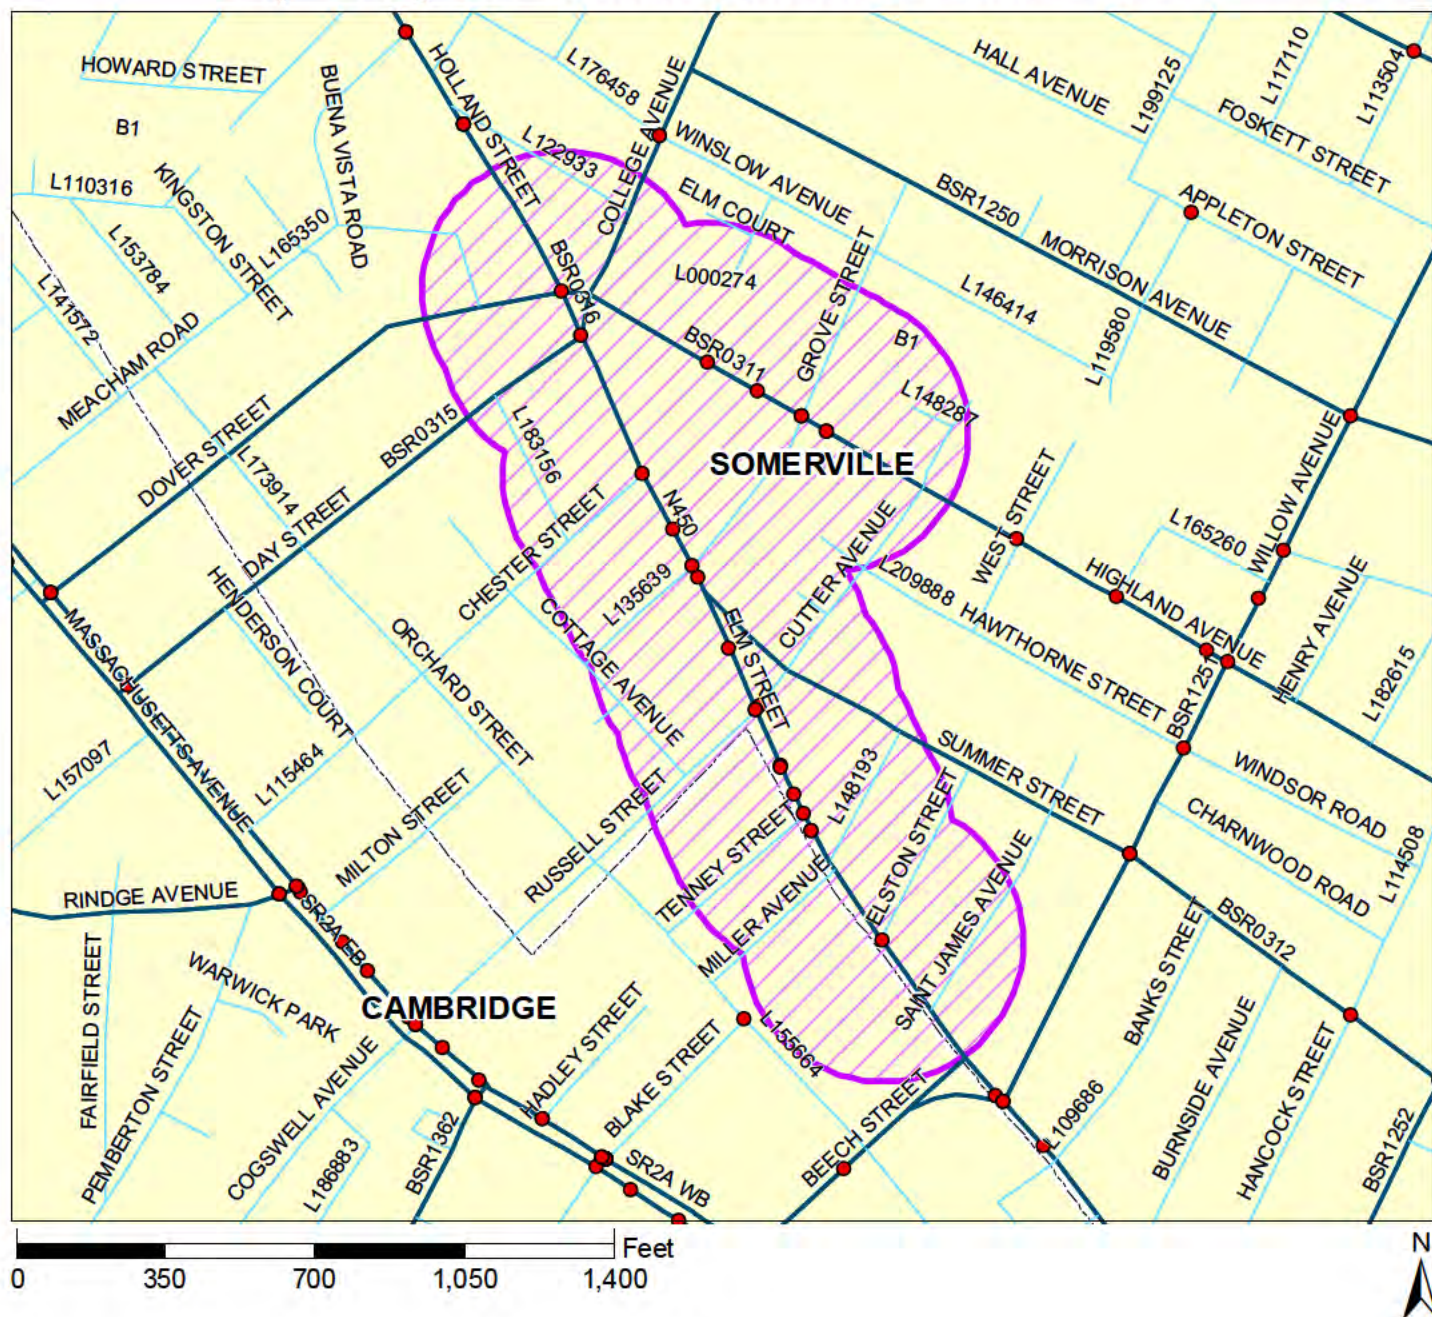 HOWARD STREET
B1
L110316
KINGSTON STREET
L153784
L165350
BUENA VISTA ROAD
HOLLAND STREET
L176458
L122933
COLLEGE AVENUE
WINSLOW AVENUE
ELM COURT
L000274
HALL AVENUE
L199125
L117110
L113504
FOSKETT STREET
BSR1250
APPLETON STREET
MORRISON AVENUE
L146414
L119580
L141572
MEACHAM ROAD
BSR0316
BSR0311
GROVE STREET
B1
L148287
DOVER STREET
BSR0315
L183156
L173914
SOMERVILLE
DAY STREET
CHESTER STREET
N450
WEST STREET
L165260
WILLOW AVENUE
HENDERSON COURT
MASSACHUSETTS AVENUE
ORCHARD STREET
COTTAGE AVENUE
L135639
ELM STREET
CUTTER AVENUE
L209888
HAWTHORNE STREET
HIGHLAND AVENUE
HENRY AVENUE
BSR1251
L182615
L157097
L115464
MILTON STREET
RUSSELL STREET
L148193
SUMMER STREET
WINDSOR ROAD
CHARNWOOD ROAD
L114508
RINDGE AVENUE
SR2A EB
TENNEY STREET
MILLER AVENUE
ELSTON STREET
SAINT JAMES AVENUE
BSR0312
BANKS STREET
FAIRFIELD STREET
WARWICK PARK
CAMBRIDGE
PEMBERTON STREET
COGSWELL AVENUE
L186883
BSR1362
HADLEY STREET
BLAKE STREET
SR2A WB
L155664
BEECH STREET
L109686
BURNSIDE AVENUE
HANCOCK STREET
BSR1252
Feet
0 350 700 1,050 1,400
N